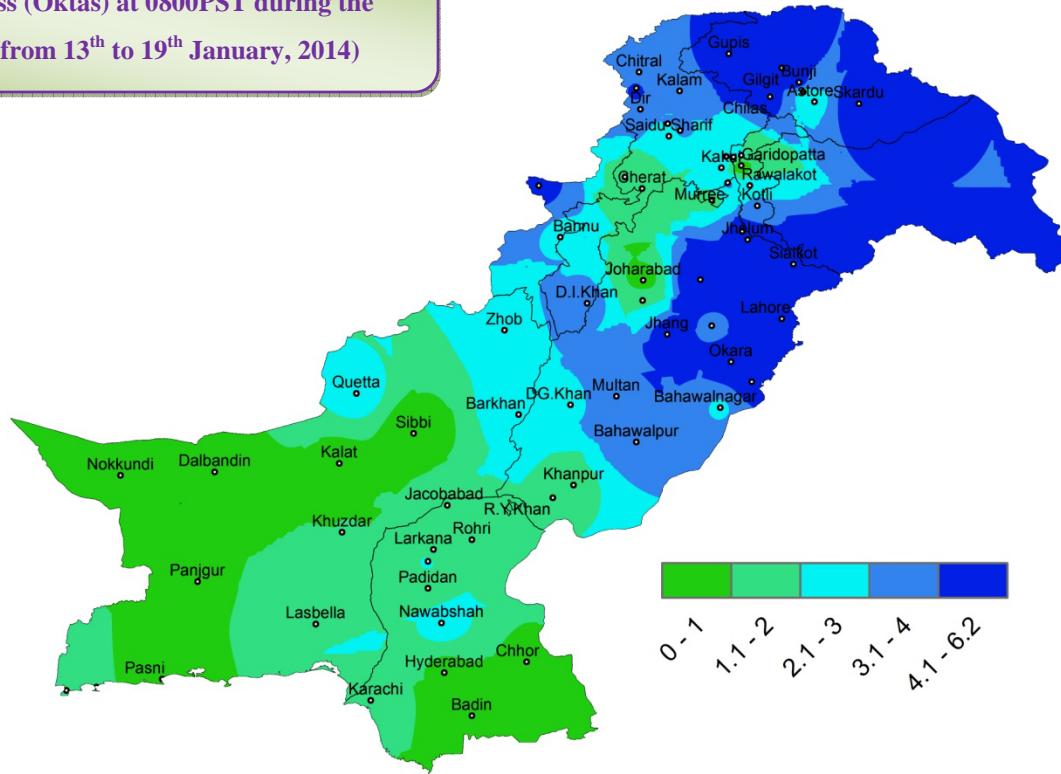 ss (Oktas) at 0800PST during the
from 13th to 19th January, 2014)
Gupis
Chitral
Kalam
Gilgit
Bunji
Dir
Chilas
Astore
Skardu
Saidu Sharif
Garidopatta
Cherat
Rawalakot
Murree
Kotli
Bannu
Jhelum
Sialkot
Joharabad
D.I.Khan
Lahore
Zhob
Jhang
Okara
Quetta
Multan
D.G.Khan
Bahawalnagar
Barkhan
Sibbi
Bahawalpur
Kalat
Nokkundi
Dalbandin
Khanpur
Jacobabad
R.Y.Khan
Khuzdar
Rohri
Larkana
Panjgur
Padidan
Lasbella
Nawabshah
Chhor
Pasni
Hyderabad
Karachi
Badin
0 - 1
1.1 - 2
2.1 - 3
3.1 - 4
4.1 - 6.2